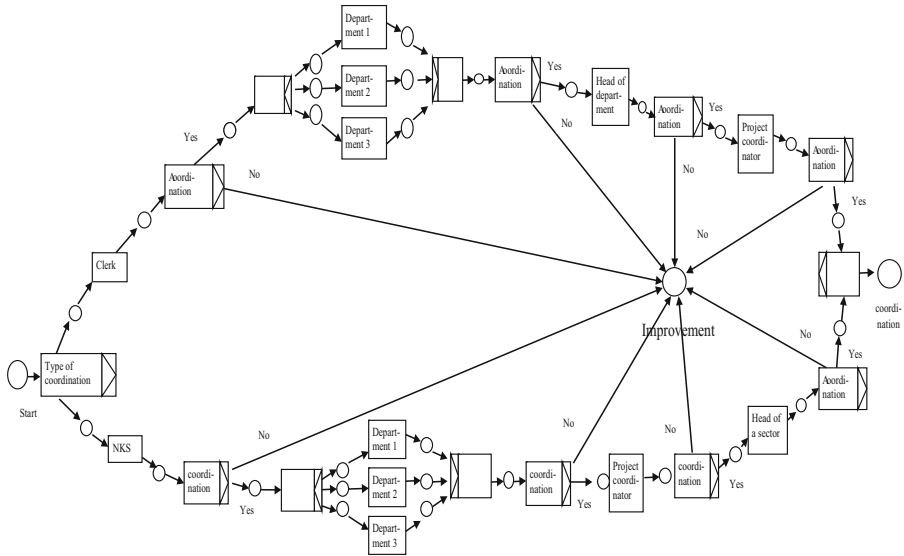 Depart-
ment 1
Depart-
ment 2
Depart-
ment 3
Aoordi-
nation
Yes
No
Head of
depart-
ment
Aoordi-
nation
Yes
No
Project
coordi-
nator
Aoordi-
nation
Yes
No
Yes
Aoordi-
nation
No
Clerk
Improvement
coordi-
nation
Type of
coordination
Start
NKS
coordi-
nation
No
Yes
Depart-
ment 1
Depart-
ment 2
Depart-
ment 3
coordi-
nation
No
Yes
Project
coordi-
nator
coordi-
nation
No
Yes
Head of
a sector
Aoordi-
nation
No
Yes